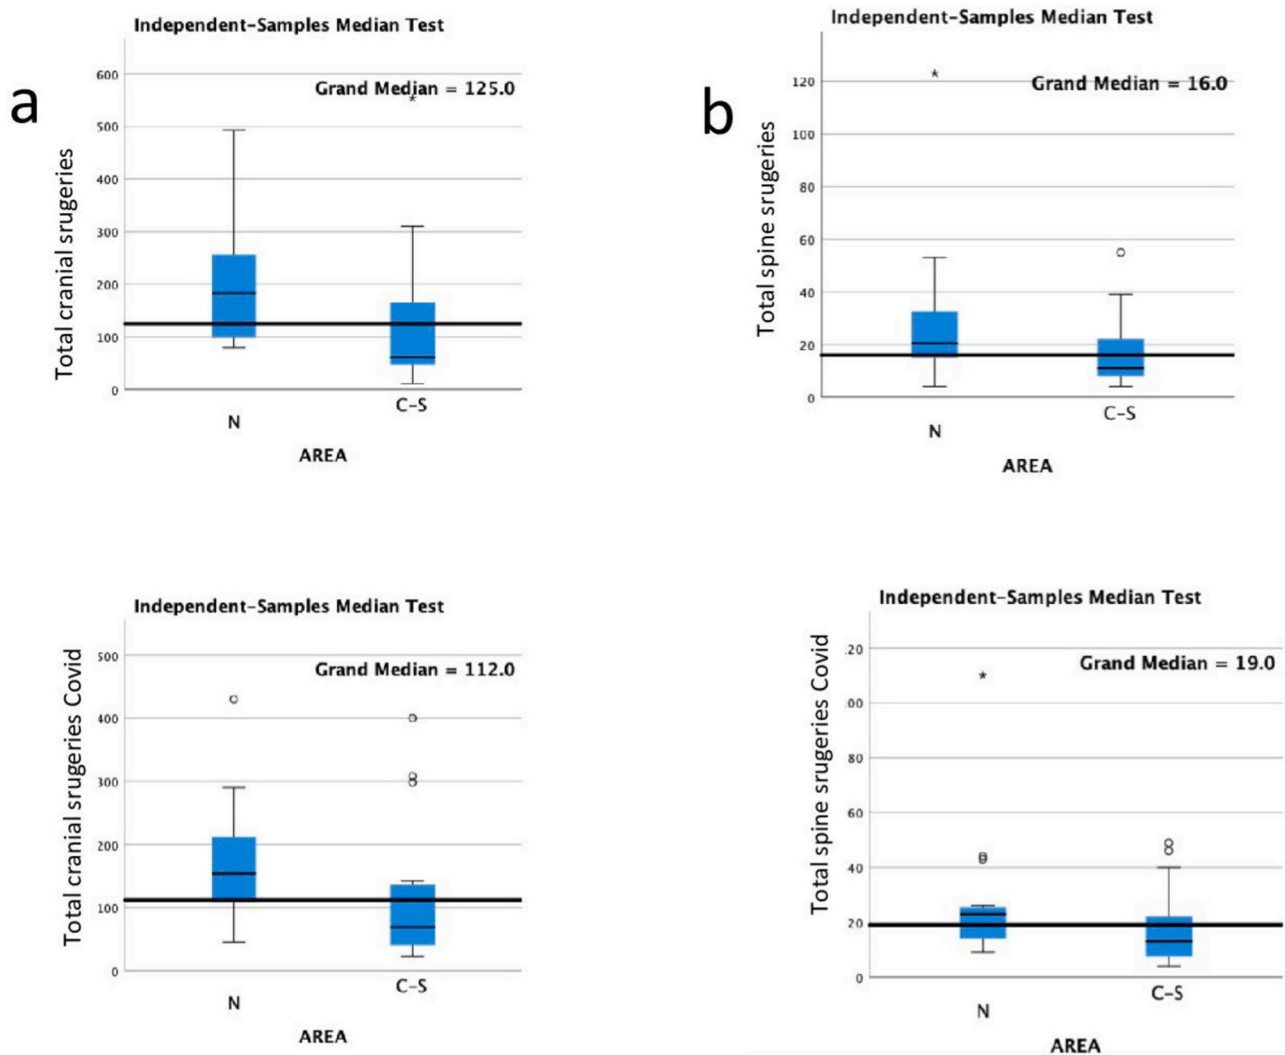 a
Independent-Samples Median Test
Grand Median = 125.0
Total cranial srugeries
600
500
400
300
200
100
0
N
C-S
AREA
b
Independent-Samples Median Test
Grand Median = 16.0
Total spine srugeries
120
100
80
60
40
20
0
N
C-S
AREA
Independent-Samples Median Test
Grand Median = 112.0
Total cranial srugeries Covid
500
400
300
200
100
0
N
C-S
AREA
Independent-Samples Median Test
Grand Median = 19.0
Total spine srugeries Covid
20
00
80
60
40
20
0
N
C-S
AREA